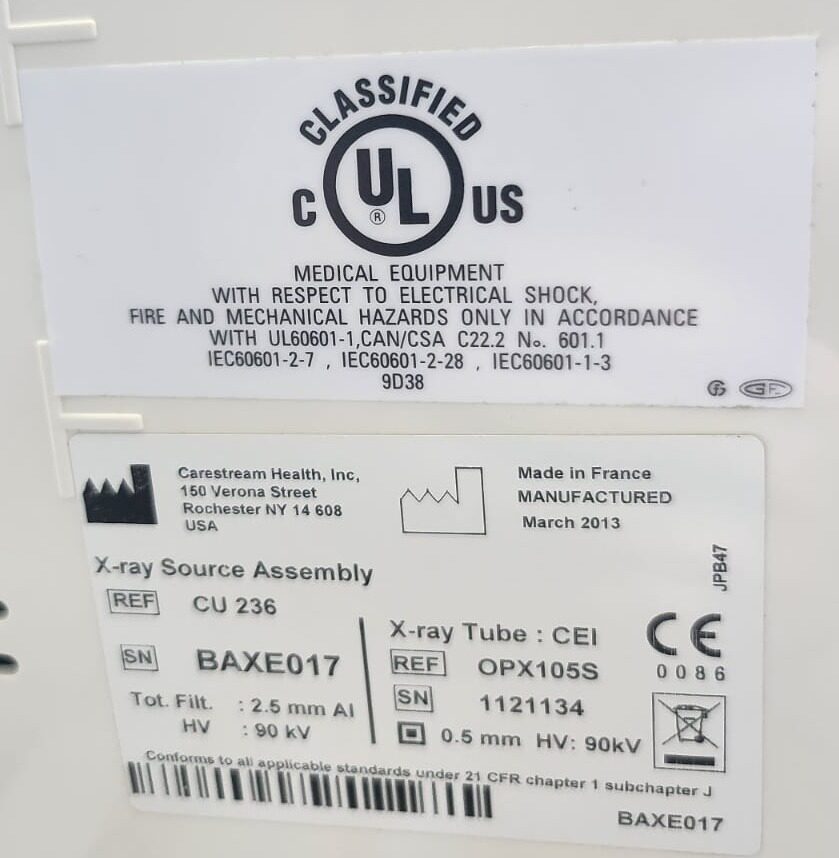 CLASSIFIED
C UL® US
MEDICAL EQUIPMENT
WITH RESPECT TO ELECTRICAL SHOCK,
FIRE AND MECHANICAL HAZARDS ONLY IN ACCORDANCE
WITH UL60601-1,CAN/CSA C22.2 No. 601.1
IEC60601-2-7 , IEC60601-2-28 , IEC60601-1-3
9D38
Carestream Health, Inc,
150 Verona Street
Rochester NY 14 608
USA
Made in France
MANUFACTURED
March 2013
JPB47
X-ray Source Assembly
REF CU 236
SN BAXE017
Tot. Filt. : 2.5 mm Al
HV : 90 kV
X-ray Tube : CEI
REF OPX105S
SN 1121134
0.5 mm HV: 90kV
CE
0086
Conforms to all applicable standards under 21 CFR chapter 1 subchapter J
BAXE017